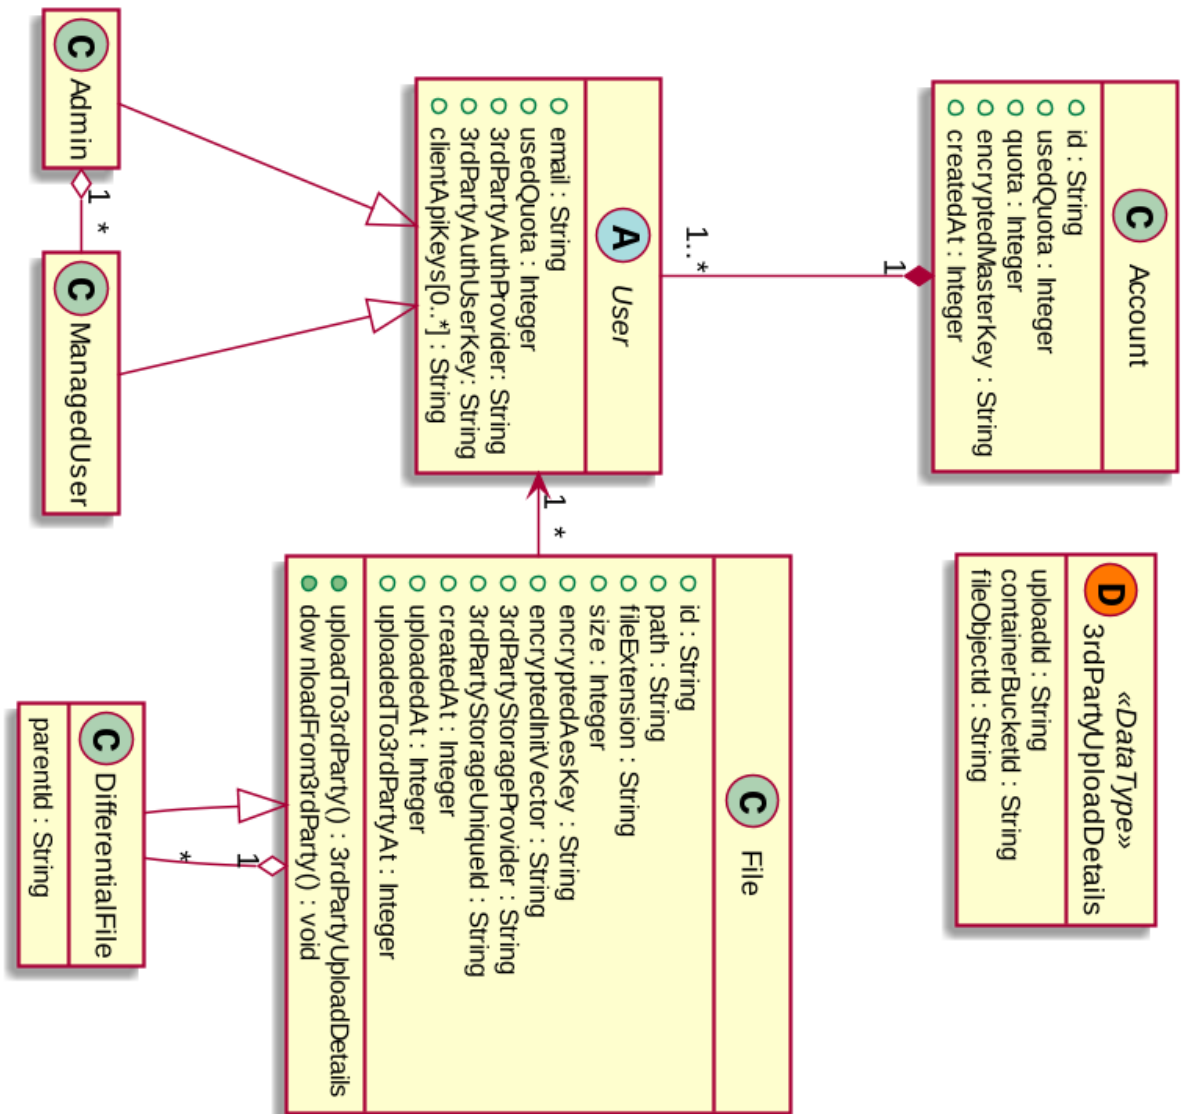 C Account
id : String
usedQuota : Integer
quota : Integer
encryptedMasterKey : String
createdAt : Integer
«DataType»
D 3rdPartyUploadDetails
uploadId : String
containerBucketId : String
fileObjectId : String
1
1..*
A User
email : String
usedQuota : Integer
3rdPartyAuthProvider: String
3rdPartyAuthUserKey: String
clientApiKeys[0..*] : String
1
*
C File
id : String
path : String
fileExtension : String
size : Integer
encryptedAesKey : String
encryptedInitVector : String
3rdPartyStorageProvider : String
3rdPartyStorageUniqueId : String
createdAt : Integer
uploadedAt : Integer
uploadedTo3rdPartyAt : Integer
uploadTo3rdParty() : 3rdPartyUploadDetails
downloadFrom3rdParty() : void
C Admin
1
*
C ManagedUser
1
*
C DifferentialFile
parentId : String